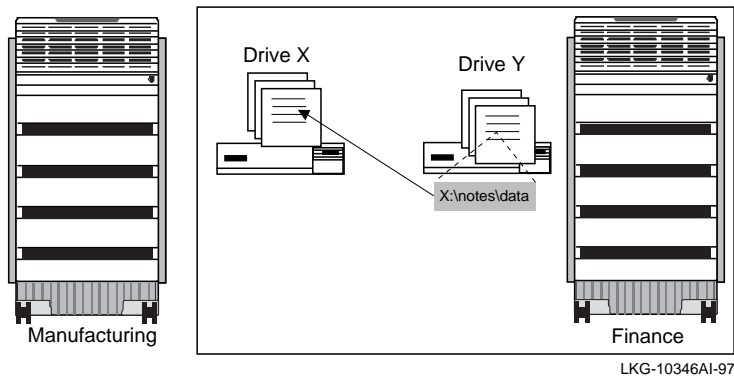 Drive X
Drive Y
X:\notes\data
Manufacturing
Finance
LKG-10346AI-97